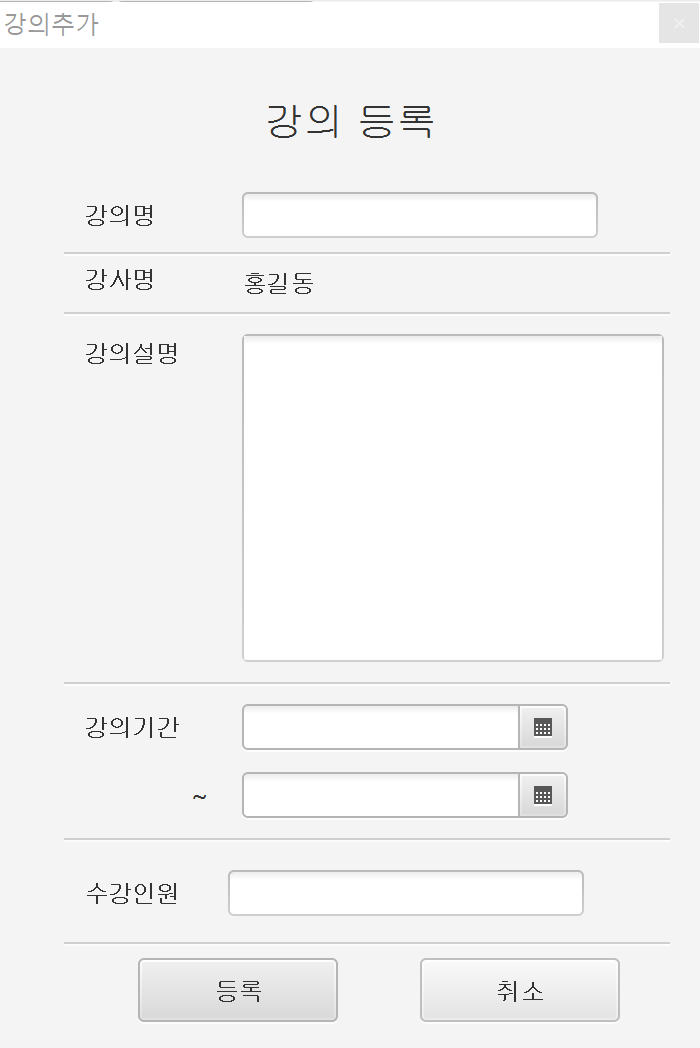 강의추가
강의 등록
강의명
강사명 홍길동
강의설명
강의기간
~
수강인원
등록 취소